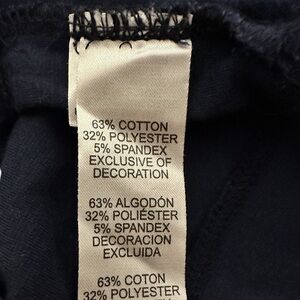 63% COTTON
32% POLYESTER
5% SPANDEX
EXCLUSIVE OF
DECORATION
63% ALGODÓN
32% POLIÉSTER
5% SPANDEX
DECORACION
EXCLUIDA
63% COTON
32% POLYESTER